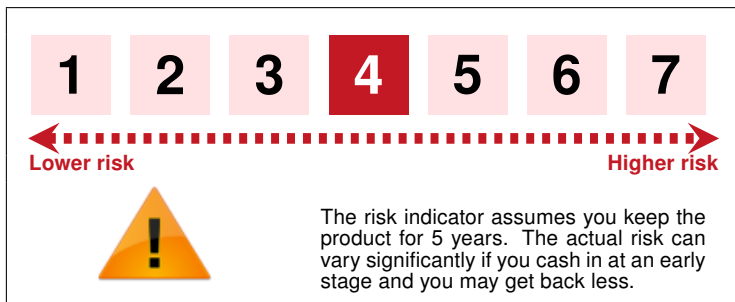 1 2 3 4 5 6 7
Lower risk Higher risk
!
The risk indicator assumes you keep the
product for 5 years. The actual risk can
vary significantly if you cash in at an early
stage and you may get back less.